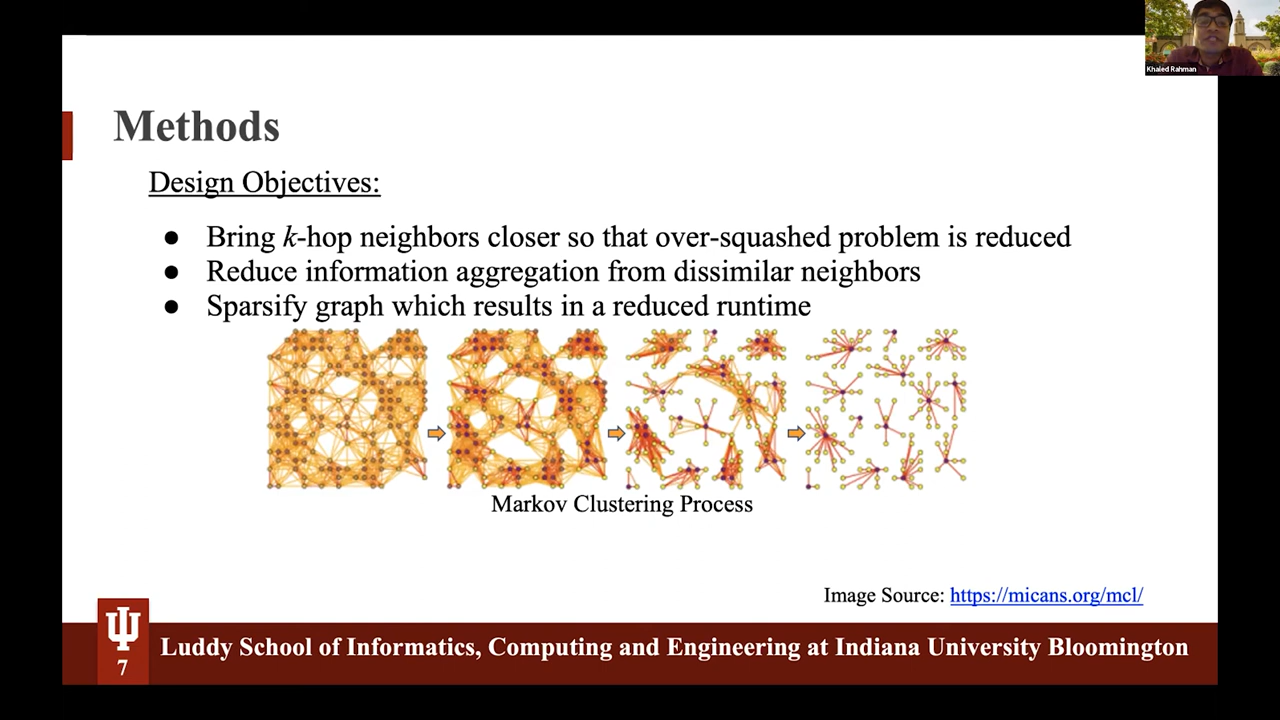 Khaled Rahman
Methods
Design Objectives:
● Bring k-hop neighbors closer so that over-squashed problem is reduced
● Reduce information aggregation from dissimilar neighbors
● Sparsify graph which results in a reduced runtime
Markov Clustering Process
Image Source: https://micans.org/mcl/
Luddy School of Informatics, Computing and Engineering at Indiana University Bloomington
7